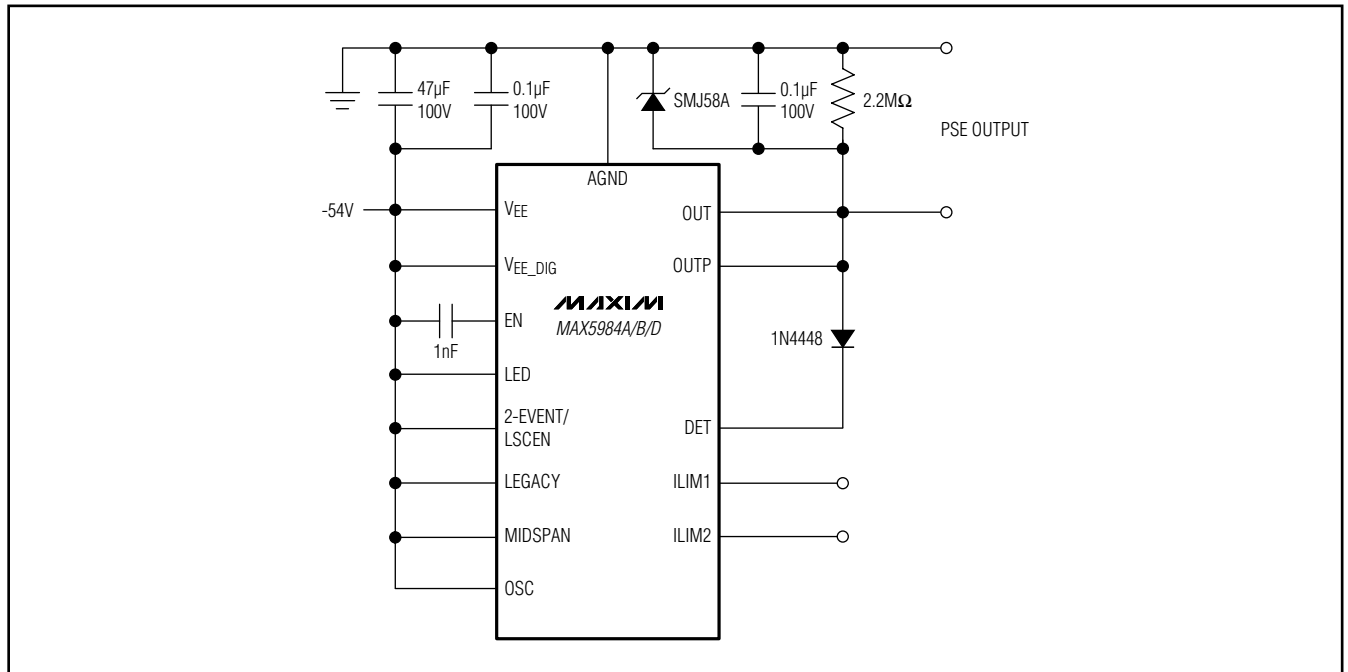 47µF
100V
0.1µF
100V
SMJ58A
0.1µF
100V
2.2MΩ
PSE OUTPUT
AGND
-54V
VEE
OUT
VEE_DIG
OUTP
EN
1nF
MAXIM
MAX5984A/B/D
1N4448
LED
2-EVENT/
LSCEN
DET
LEGACY
ILIM1
MIDSPAN
ILIM2
OSC